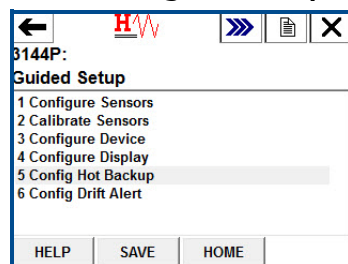 H
3144P:
Guided Setup
1 Configure Sensors
2 Calibrate Sensors
3 Configure Device
4 Configure Display
5 Config Hot Backup
6 Config Drift Alert
HELP SAVE HOME